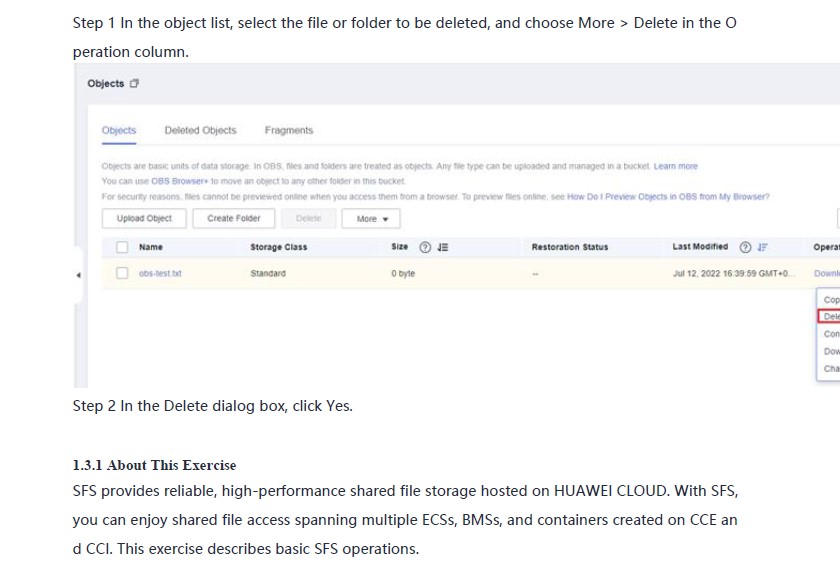 Step 1 In the object list, select the file or folder to be deleted, and choose More > Delete in the O
peration column.
Objects
Objects Deleted Objects Fragments
Objects are basic units of data storage. In OBS, files and folders are treated as objects. Any file type can be uploaded and managed in a bucket. Learn more
You can use OBS Browser+ to move an object to any other folder in this bucket.
For security reasons, files cannot be previewed online when you access them from a browser. To preview files online, see How Do I Preview Objects in OBS from My Browser?
Upload Object Create Folder Delete More
Name Storage Class Size Restoration Status Last Modified Operat
obs-test.txt Standard 0 byte -- Jul 12, 2022 16:39:59 GMT+0... Downl
Cop
Dele
Con
Dow
Cha
Step 2 In the Delete dialog box, click Yes.
1.3.1 About This Exercise
SFS provides reliable, high-performance shared file storage hosted on HUAWEI CLOUD. With SFS,
you can enjoy shared file access spanning multiple ECSs, BMSs, and containers created on CCE an
d CCI. This exercise describes basic SFS operations.